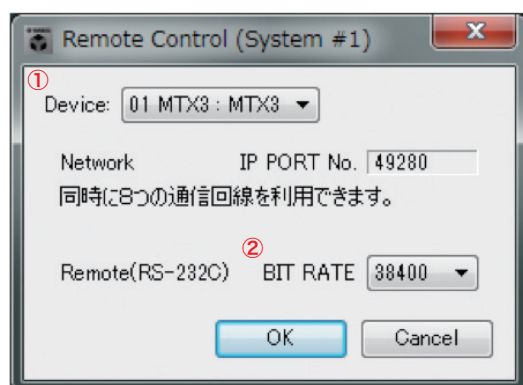 Remote Control (System #1)
①
Device: 01 MTX3 : MTX3
Network IP PORT No. 49280
同時に8つの通信回線を利用できます。
②
Remote(RS-232C) BIT RATE 38400
OK Cancel